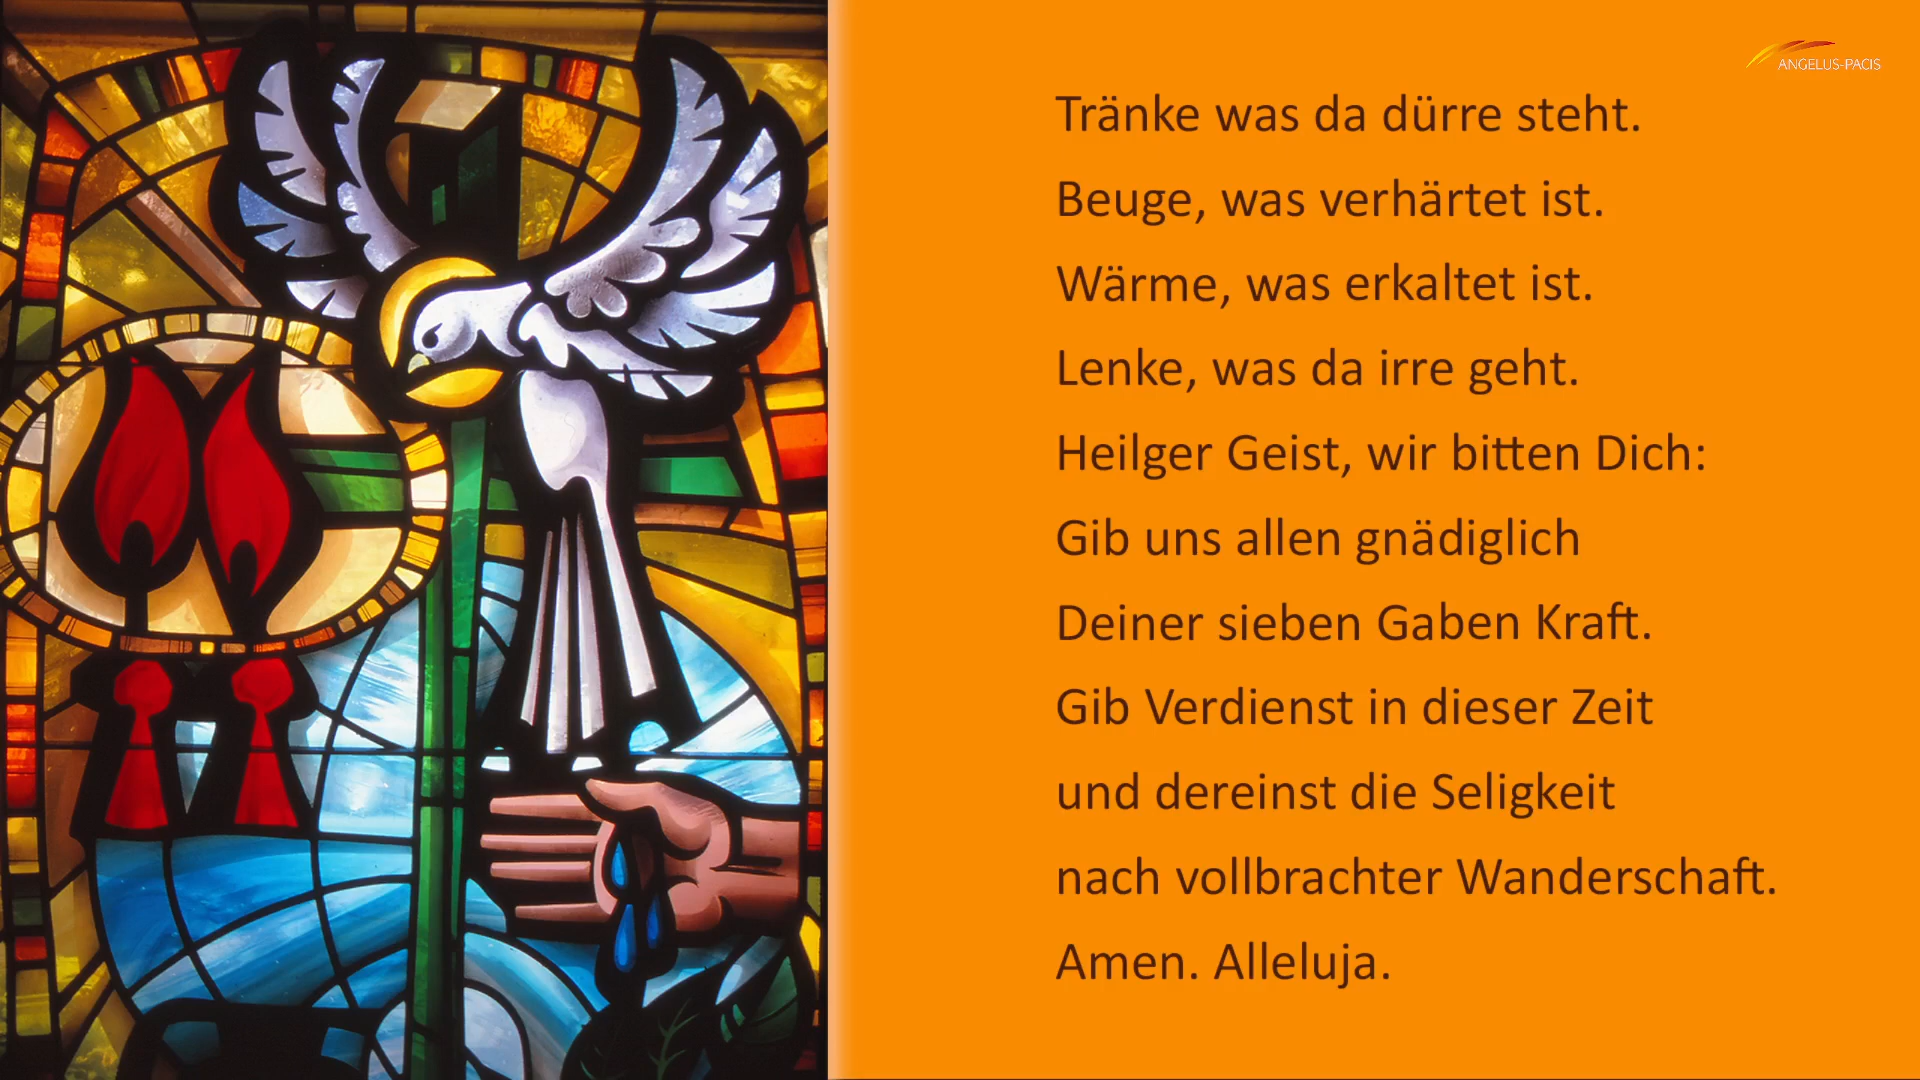 ANGELUS-PACIS
Tränke was da dürre steht.
Beuge, was verhärtet ist.
Wärme, was erkaltet ist.
Lenke, was da irre geht.
Heilger Geist, wir bitten Dich:
Gib uns allen gnädiglich
Deiner sieben Gaben Kraft.
Gib Verdienst in dieser Zeit
und dereinst die Seligkeit
nach vollbrachter Wanderschaft.
Amen. Alleluja.